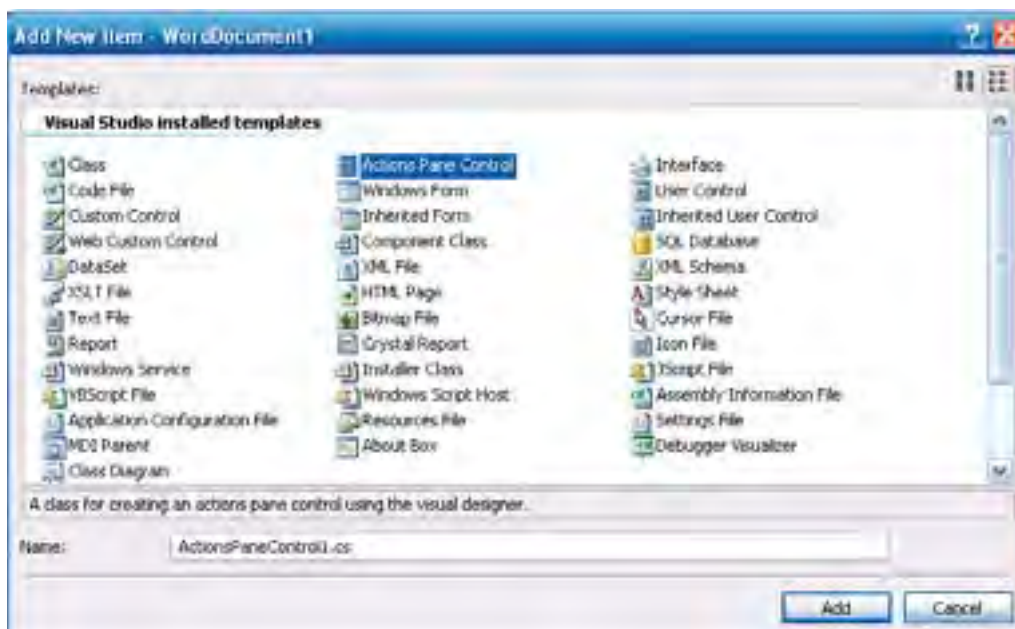 Add New Item - WordDocument1
Templates:
Visual Studio installed templates
Class
Actions Pane Control
Interface
Code File
Windows Form
User Control
Custom Control
Inherited Form
Inherited User Control
Web Custom Control
Component Class
SQL Database
DataSet
XML File
XML Schema
XSLT File
HTML Page
Style Sheet
Text File
Bitmap File
Cursor File
Report
Crystal Report
Icon File
Windows Service
Installer Class
JScript File
VBScript File
Windows Script Host
Assembly Information File
Application Configuration File
Resources File
Settings File
MDI Parent
About Box
Debugger Visualizer
Class Diagram
A class for creating an actions pane control using the visual designer.
Name:
ActionsPaneControl1.cs
Add
Cancel